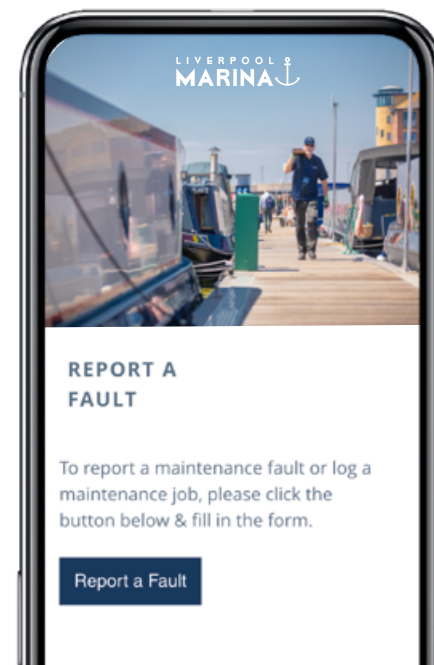 LIVERPOOL
MARINA
REPORT A
FAULT
To report a maintenance fault or log a
maintenance job, please click the
button below & fill in the form.
Report a Fault